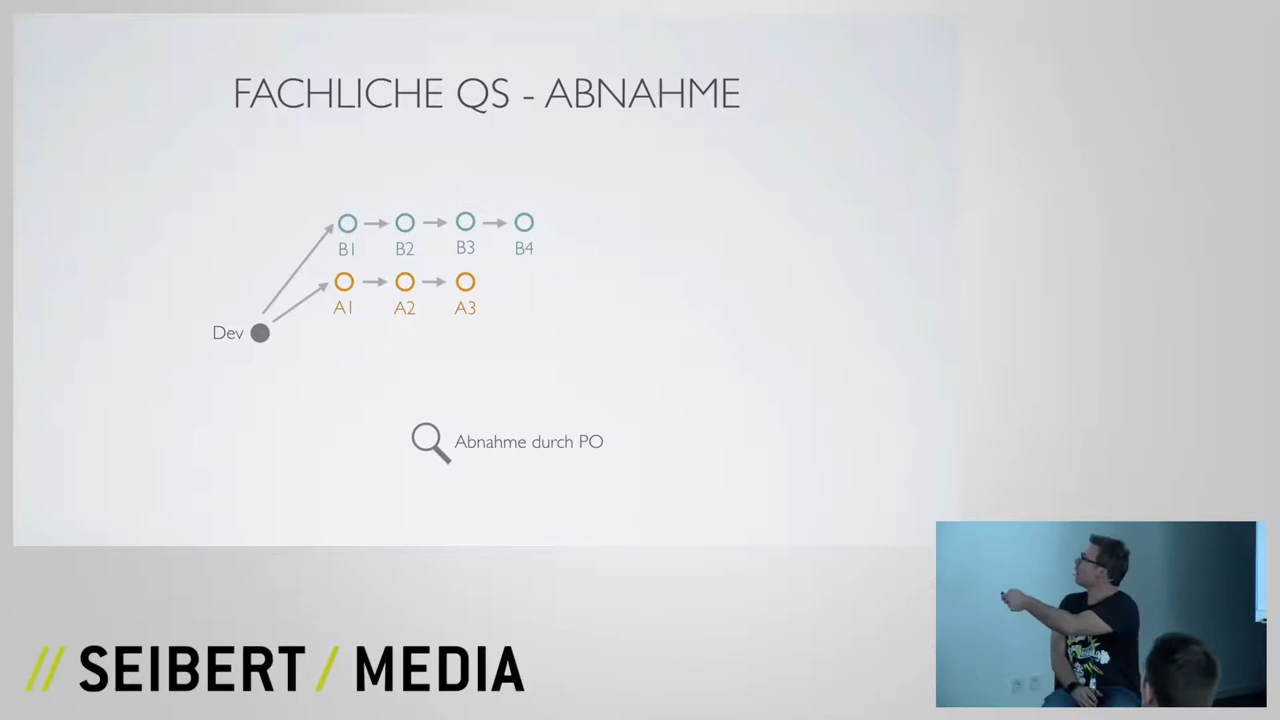 FACHLICHE QS - ABNAHME
B1 B2 B3 B4
A1 A2 A3
Dev
Abnahme durch PO
// SEIBERT / MEDIA